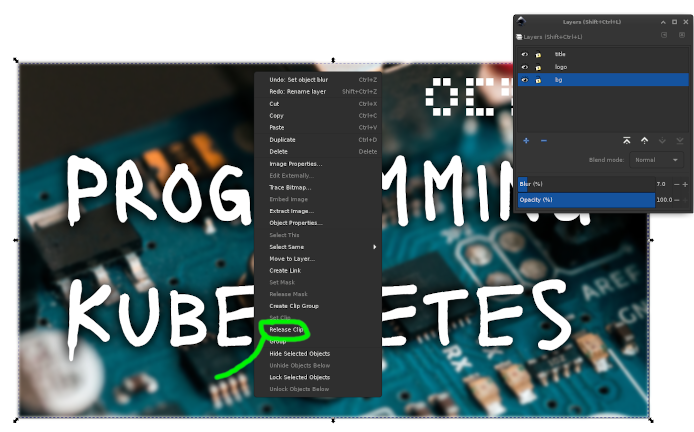 Layers (Shift+Ctrl+L)
Layers (Shift+Ctrl+L)
title
logo
bg
Blend mode: Normal
Blur (%) 7.0
Opacity (%) 100.0
Undo: Set object blur Ctrl+Z
Redo: Rename layer Shift+Ctrl+Z
Cut Ctrl+X
Copy Ctrl+C
Paste Ctrl+V
Duplicate Ctrl+D
Delete Delete
Image Properties...
Edit Externally...
Trace Bitmap...
Embed Image
Extract Image...
Object Properties...
Select This
Select Same
Move to Layer...
Create Link
Set Mask
Release Mask
Create Clip Group
Set Clip
Release Clip
Group
Hide Selected Objects
Unhide Objects Below
Lock Selected Objects
Unlock Objects Below
PROG MMING
KUBE ETES
AREF
RX